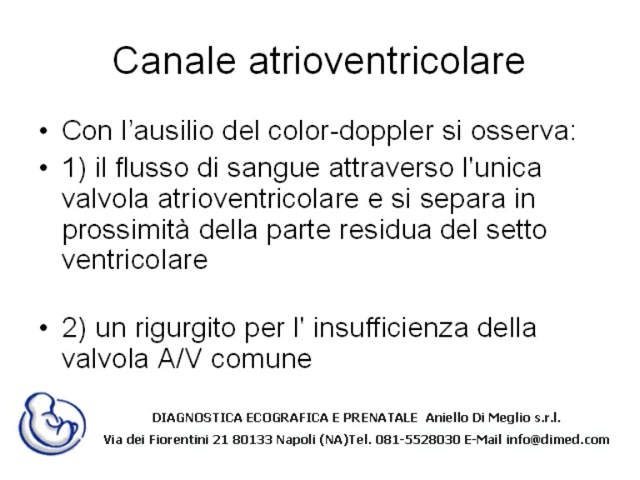 Canale atrioventricolare
• Con l'ausilio del color-doppler si osserva:
• 1) il flusso di sangue attraverso l'unica
valvola atrioventricolare e si separa in
prossimità della parte residua del setto
ventricolare
• 2) un rigurgito per l' insufficienza della
valvola A/V comune
DIAGNOSTICA ECOGRAFICA E PRENATALE Aniello Di Meglio s.r.l.
Via dei Fiorentini 21 80133 Napoli (NA)Tel. 081-5528030 E-Mail info@dimed.com